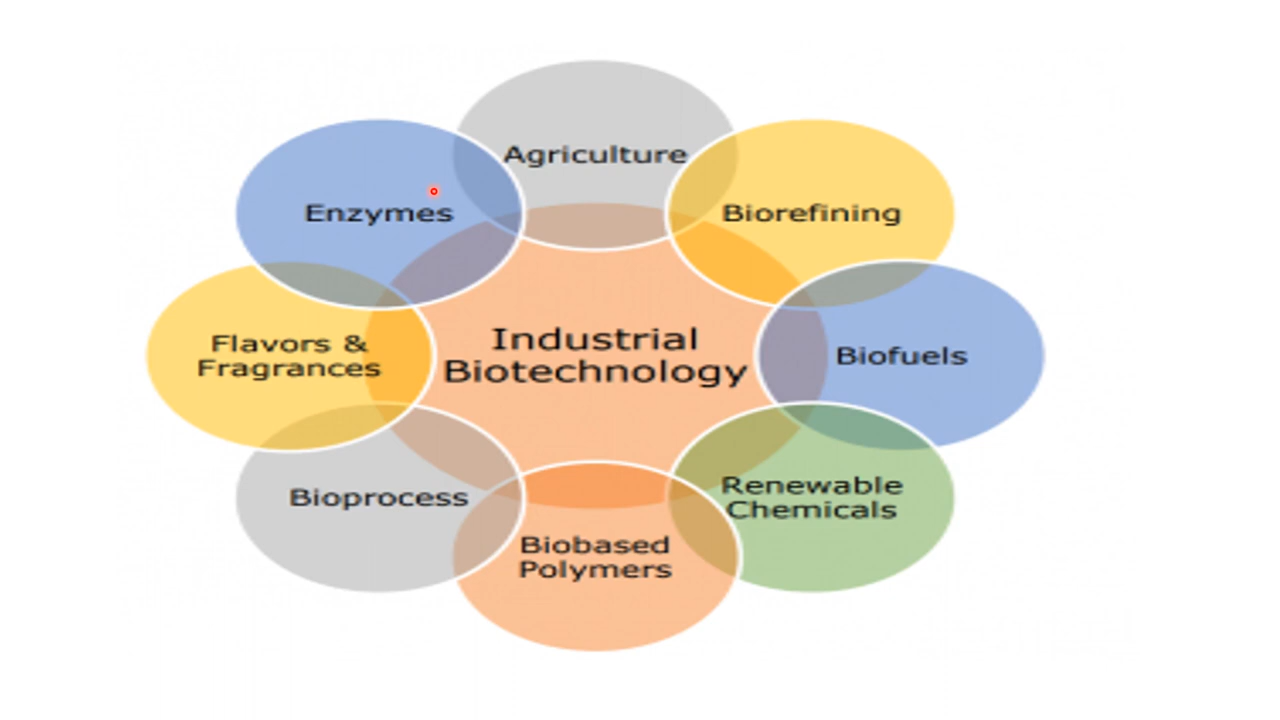 Agriculture
Enzymes
Biorefining
Flavors &
Fragrances
Industrial
Biotechnology
Biofuels
Bioprocess
Renewable
Chemicals
Biobased
Polymers